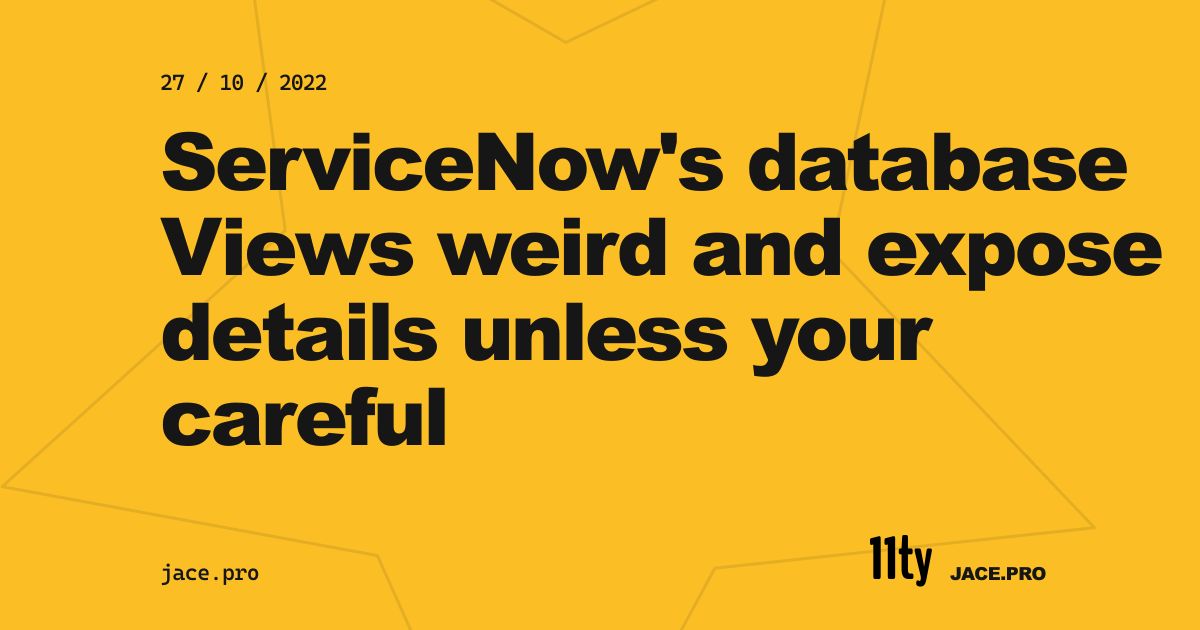 27 / 10 / 2022
ServiceNow's database
Views weird and expose
details unless your
careful
jace.pro
11ty JACE.PRO